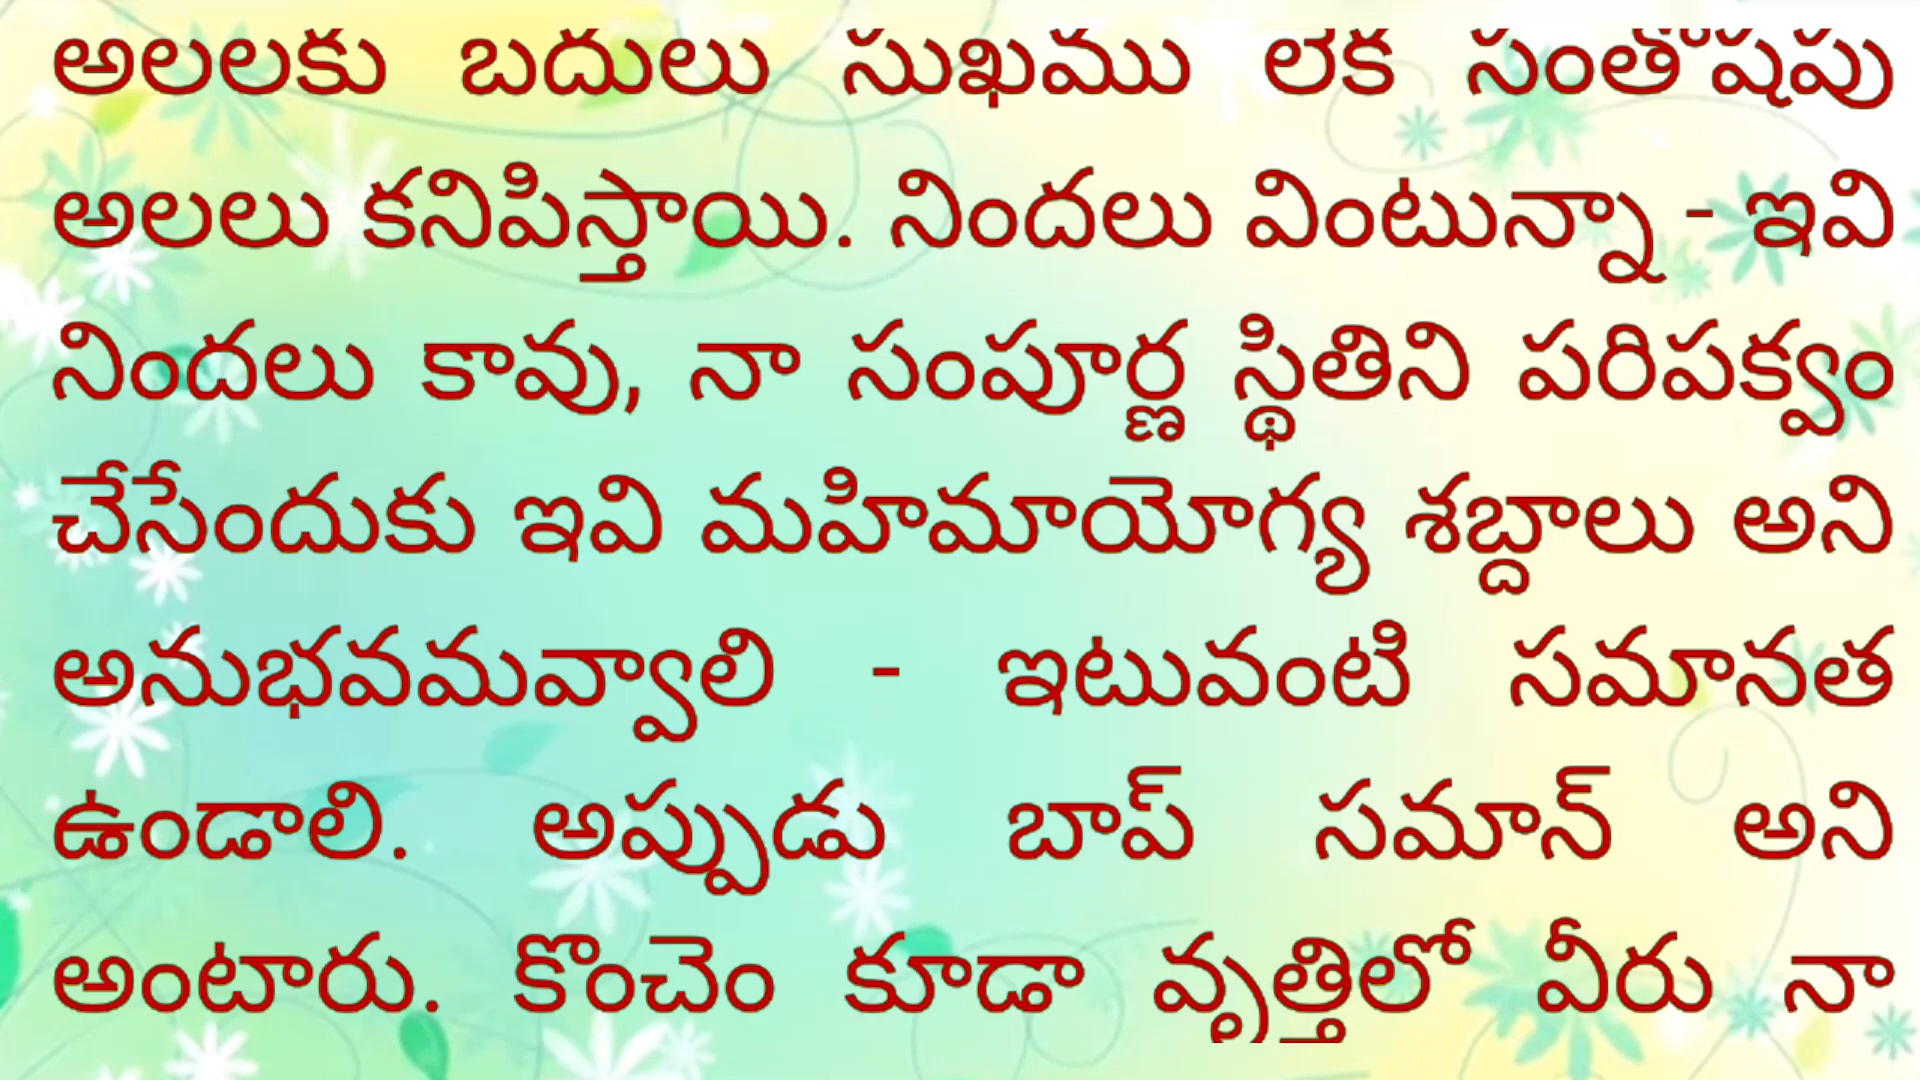 అలలకు బదులు సుఖము లేక సంతోషపు
అలలు కనిపిస్తాయి. నిందలు వింటున్నా - ఇవి
నిందలు కావు, నా సంపూర్ణ స్థితిని పరిపక్వం
చేసేందుకు ఇవి మహిమాయోగ్య శబ్దాలు అని
అనుభవమవ్వాలి - ఇటువంటి సమానత
ఉండాలి. అప్పుడు బాప్ సమాన్ అని
అంటారు. కొంచెం కూడా వృత్తిలో వీరు నా